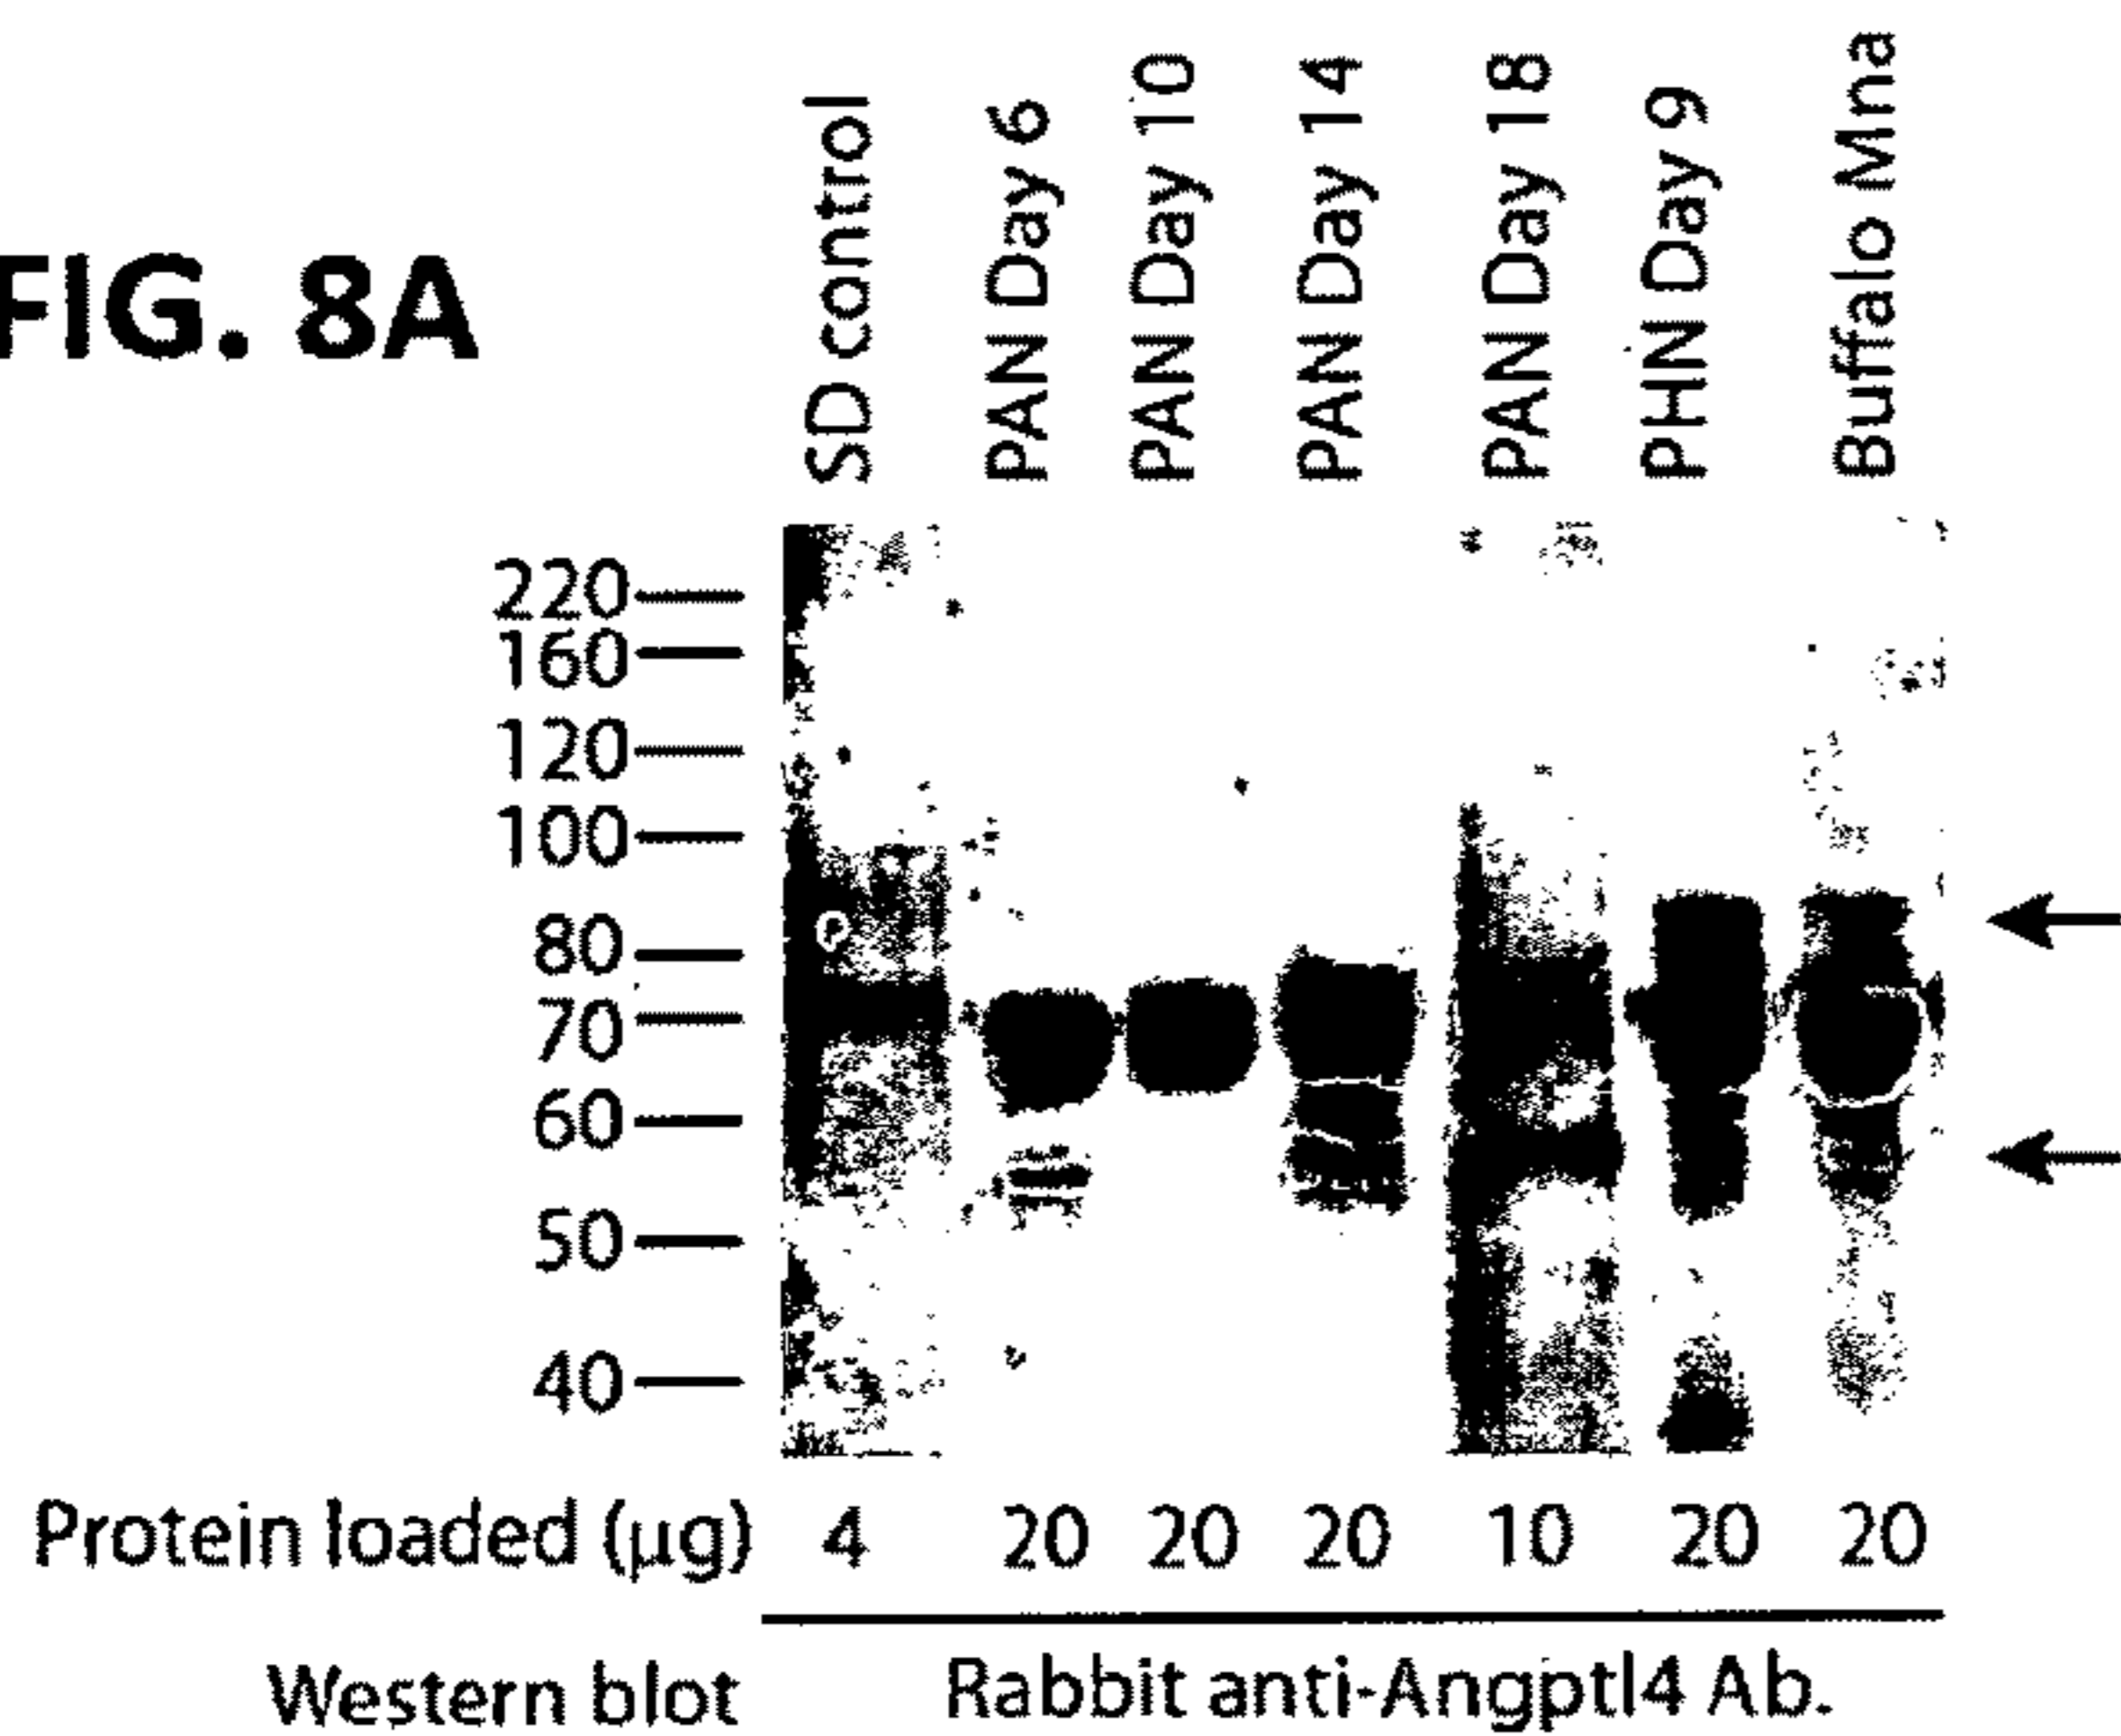 FIG. 8A
SD control
PAN Day 6
PAN Day 10
PAN Day 14
PAN Day 18
PHN Day 9
Buffalo Mna
220
160
120
100
80
70
60
50
40
Protein loaded (µg) 4 20 20 20 10 20 20
Western blot Rabbit anti-Angptl4 Ab.